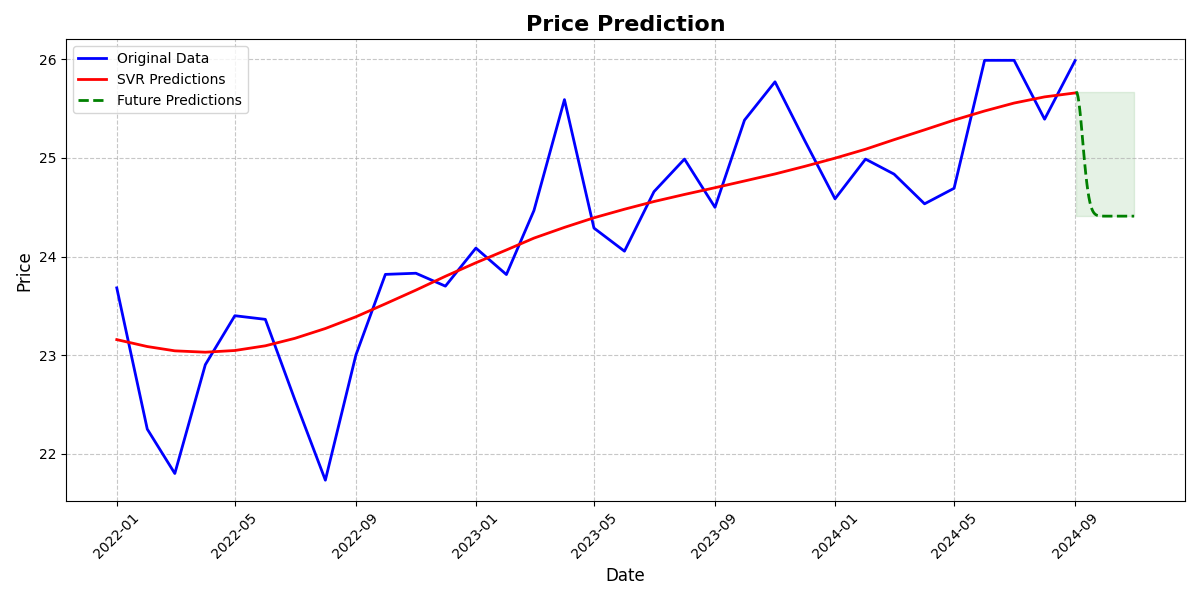 Price Prediction
Original Data
SVR Predictions
Future Predictions
Price
26
25
24
23
22
2022-01
2022-05
2022-09
2023-01
2023-05
2023-09
2024-01
2024-05
2024-09
Date